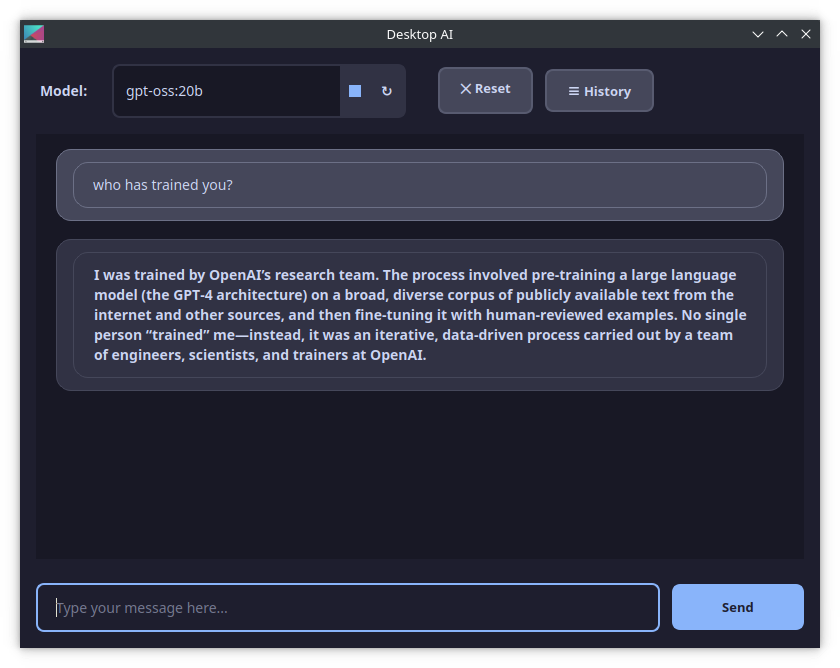 Desktop AI
Model:
gpt-oss:20b
↻
Reset
≡ History
who has trained you?
I was trained by OpenAI’s research team. The process involved pre-training a large language
model (the GPT-4 architecture) on a broad, diverse corpus of publicly available text from the
internet and other sources, and then fine-tuning it with human-reviewed examples. No single
person “trained” me—instead, it was an iterative, data-driven process carried out by a team
of engineers, scientists, and trainers at OpenAI.
Type your message here...
Send